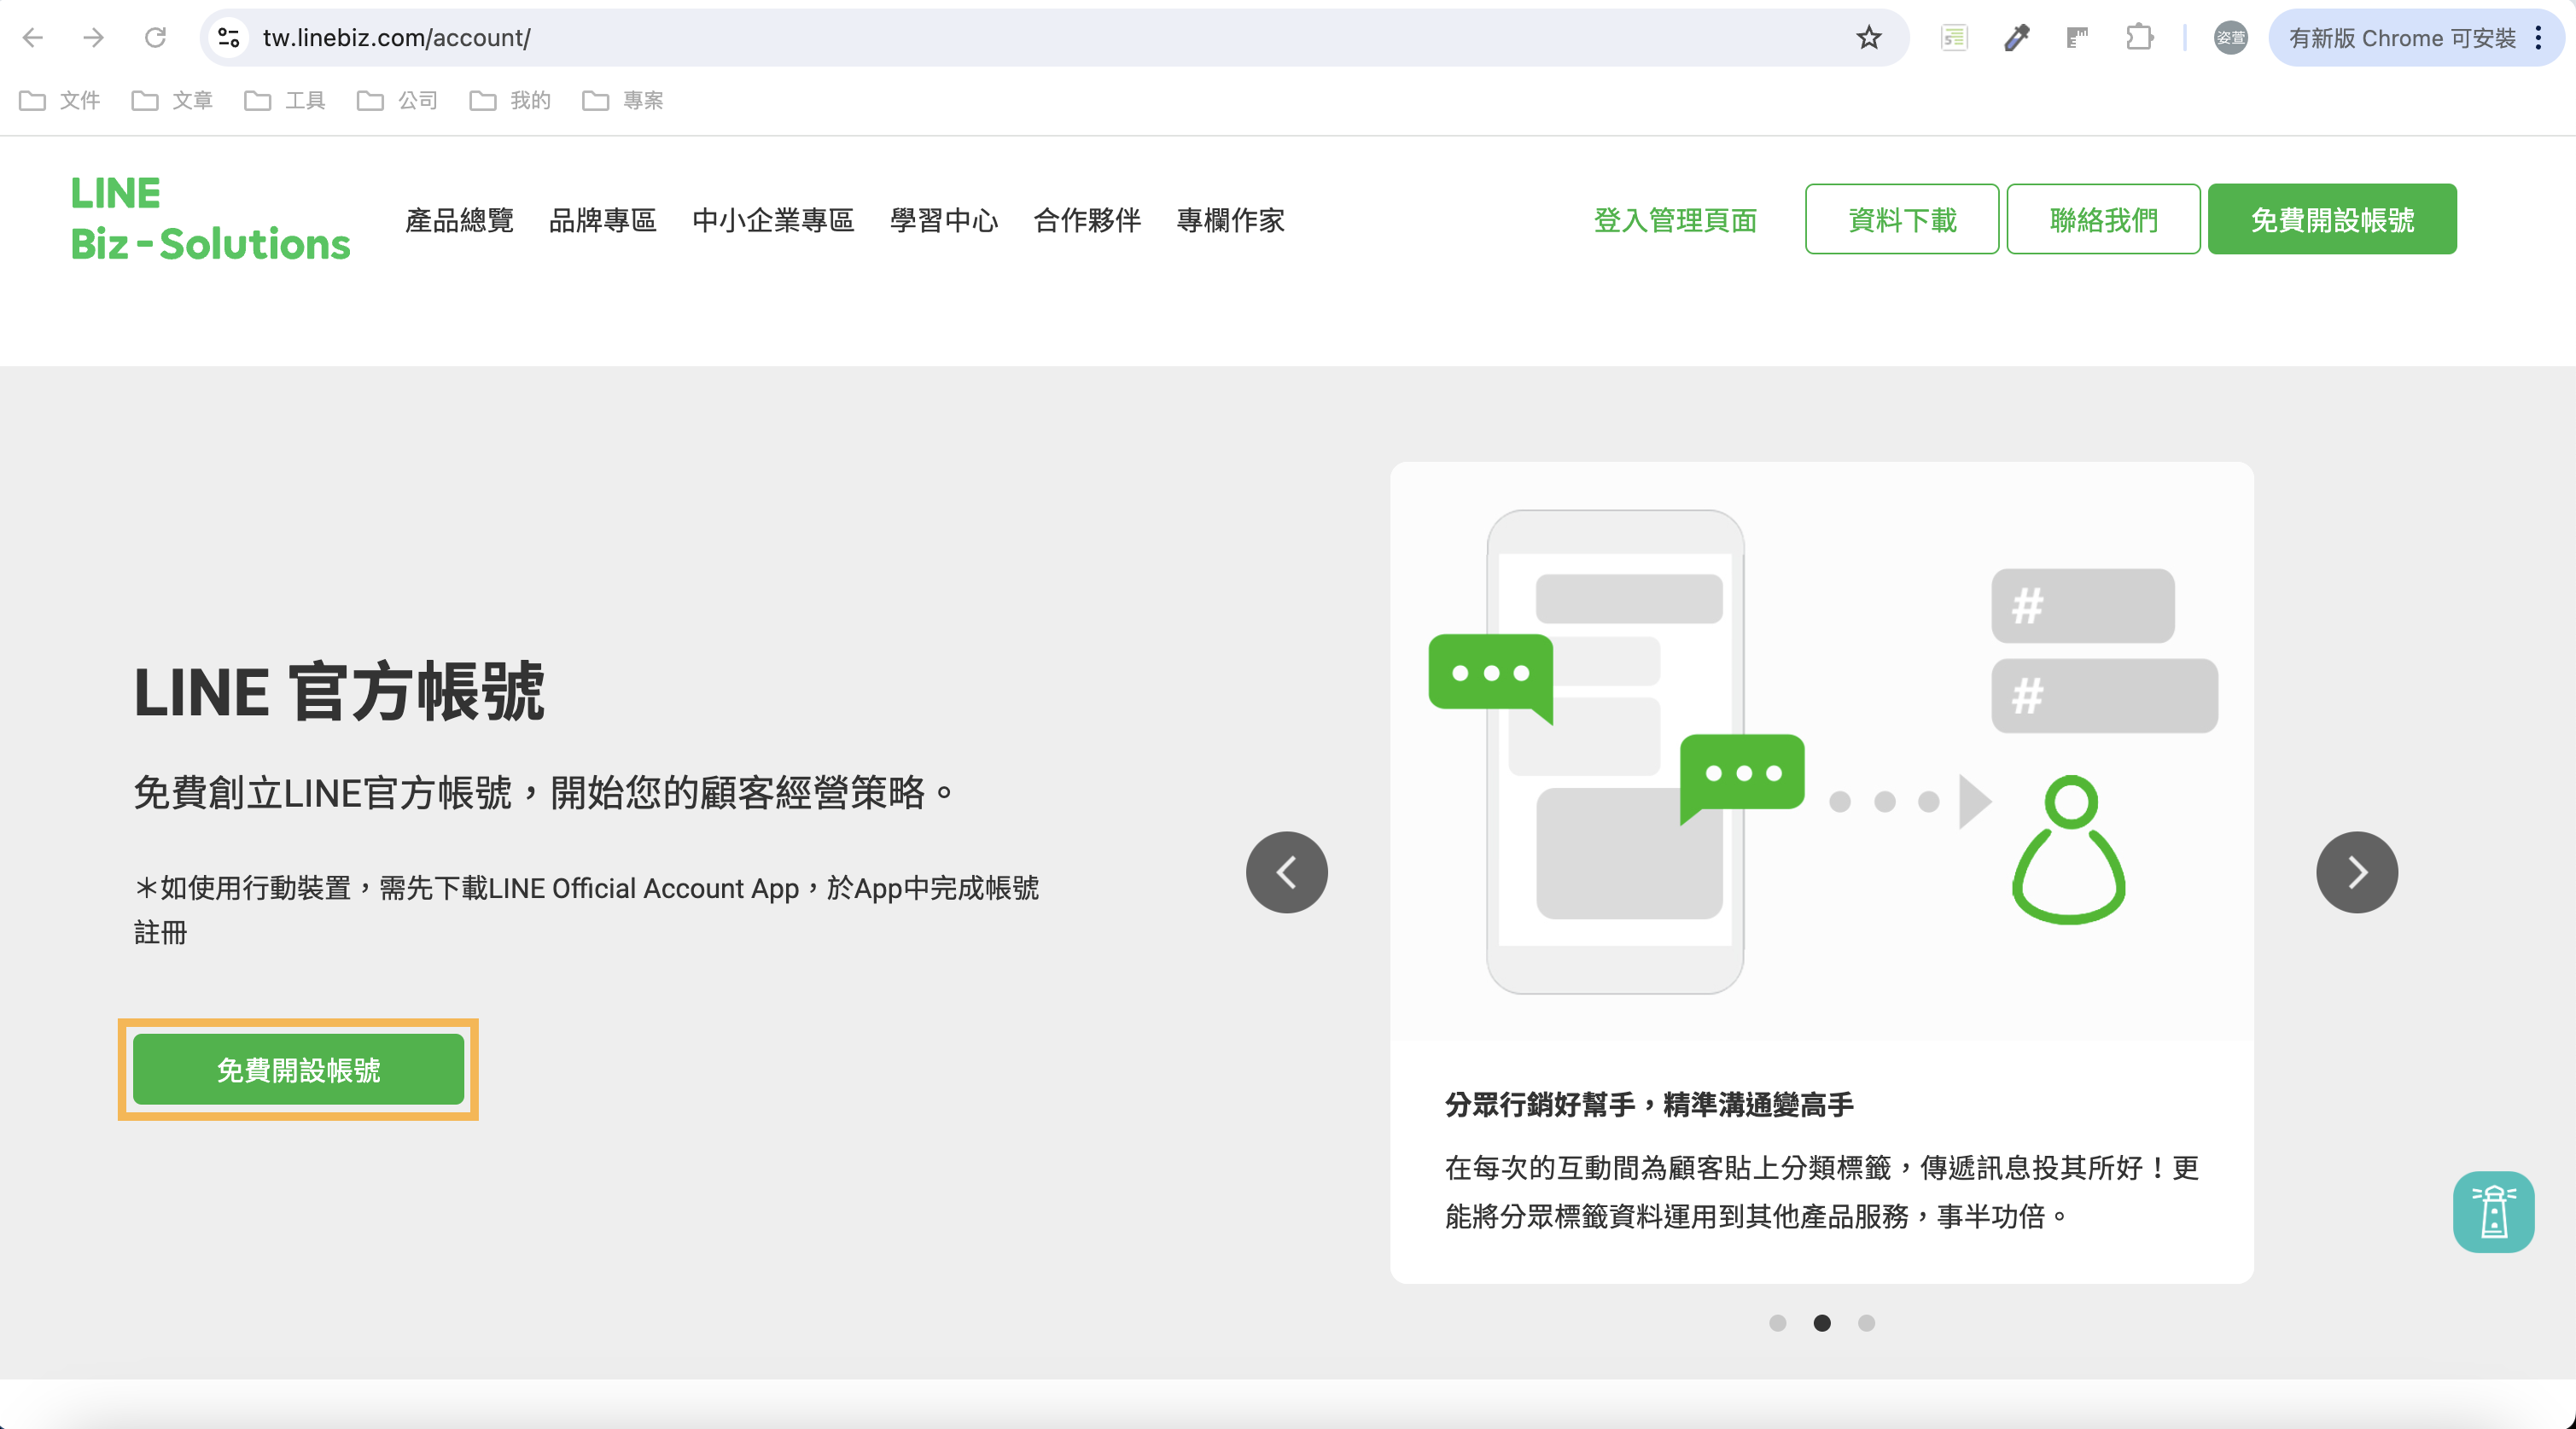 tw.linebiz.com/account/
姿萱
有新版 Chrome 可安裝
文件 文章 工具 公司 我的 專案
LINE
Biz-Solutions
產品總覽 品牌專區 中小企業專區 學習中心 合作夥伴 專欄作家
登入管理頁面 資料下載 聯絡我們 免費開設帳號
LINE 官方帳號
免費創立LINE官方帳號，開始您的顧客經營策略。
＊如使用行動裝置，需先下載LINE Official Account App，於App中完成帳號
註冊
免費開設帳號
#
#
分眾行銷好幫手，精準溝通變高手
在每次的互動間為顧客貼上分類標籤，傳遞訊息投其所好！更
能將分眾標籤資料運用到其他產品服務，事半功倍。